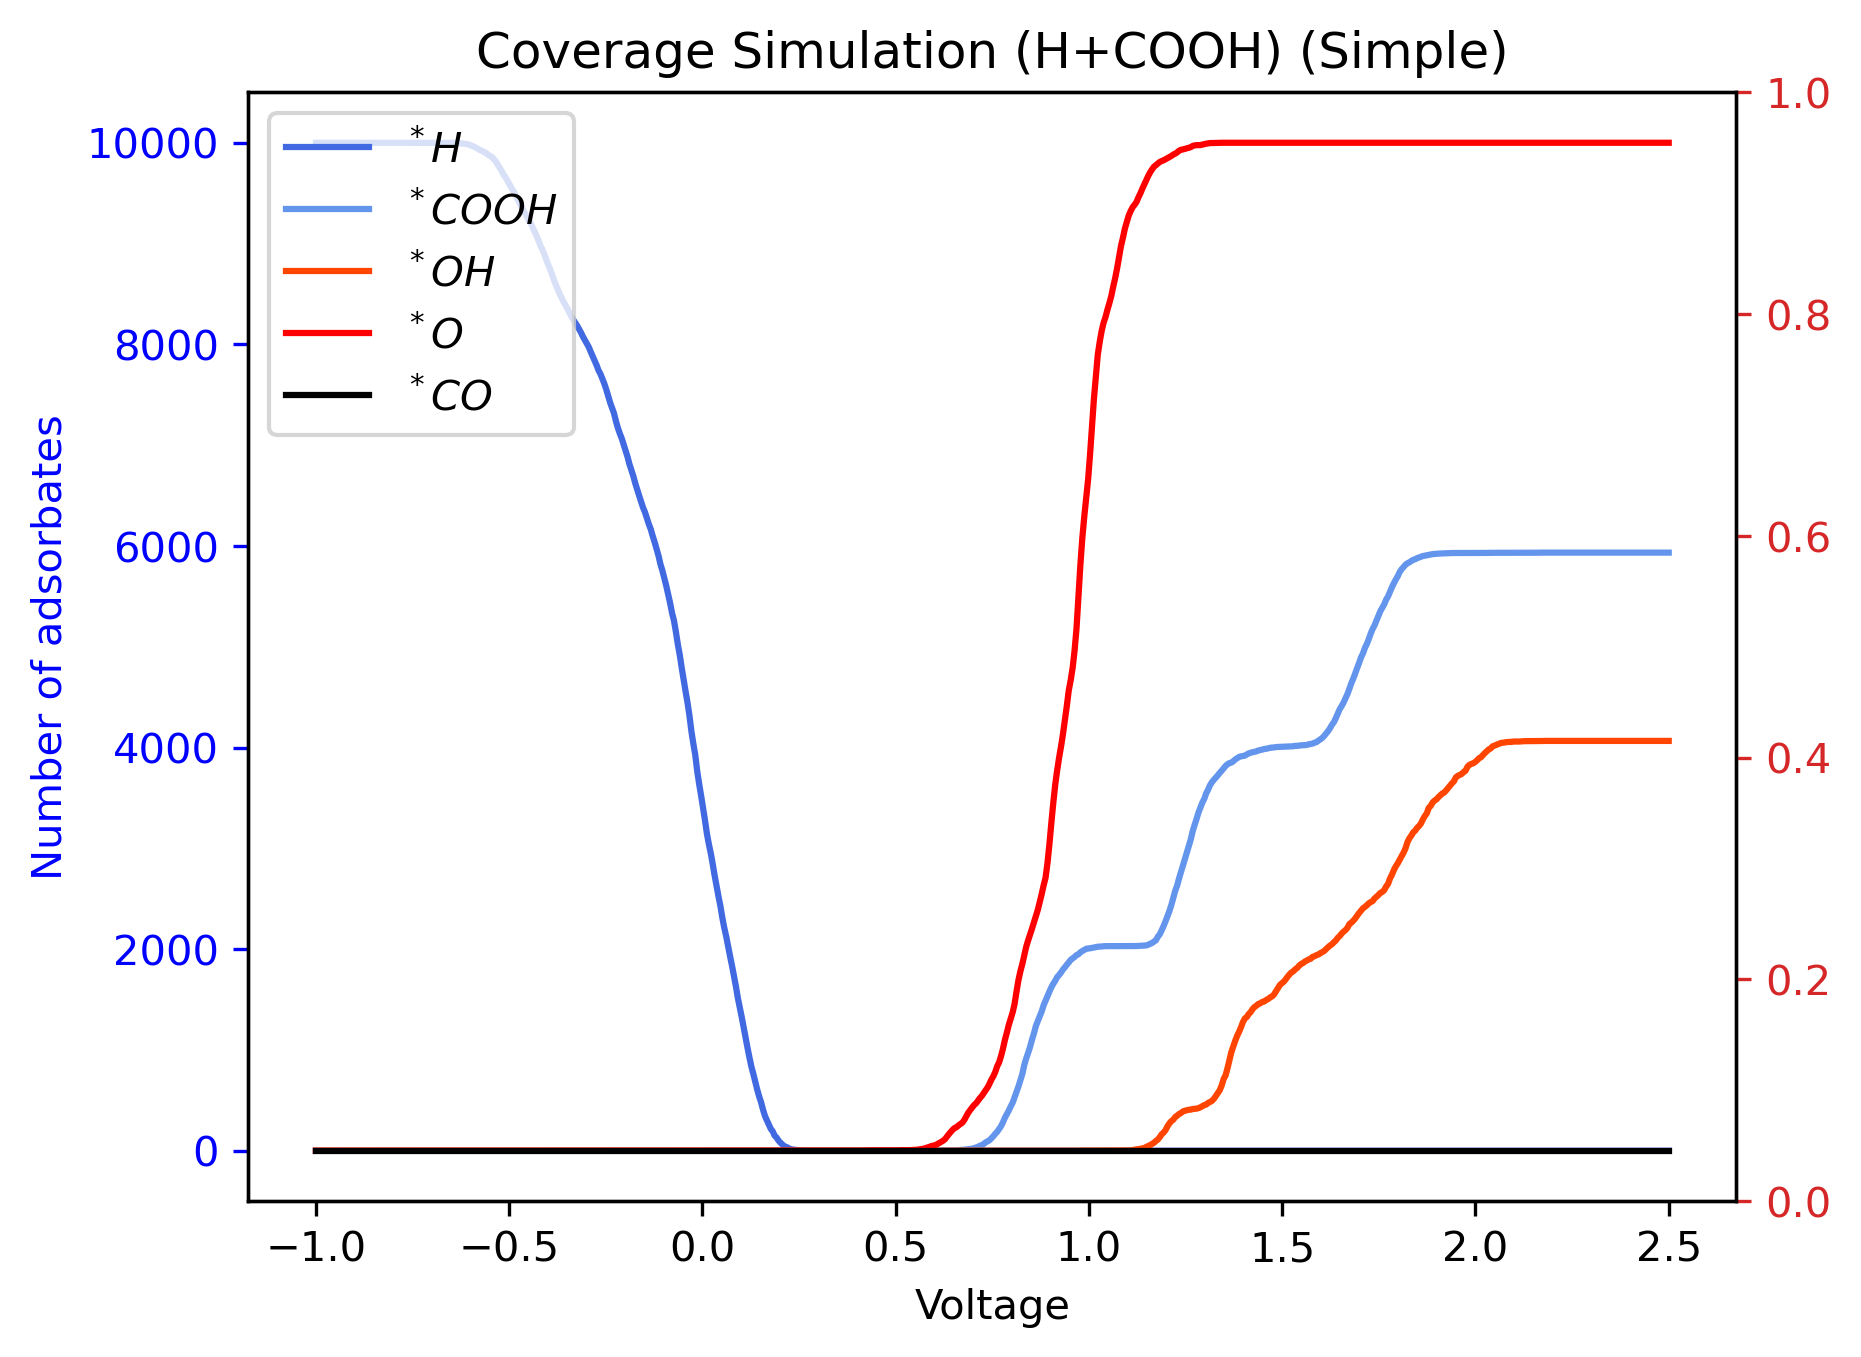 Coverage Simulation (H+COOH) (Simple)
10000
8000
6000
4000
2000
0
Number of adsorbates
*H
*COOH
*OH
*O
*CO
1.0
0.8
0.6
0.4
0.2
0.0
−1.0 −0.5 0.0 0.5 1.0 1.5 2.0 2.5
Voltage